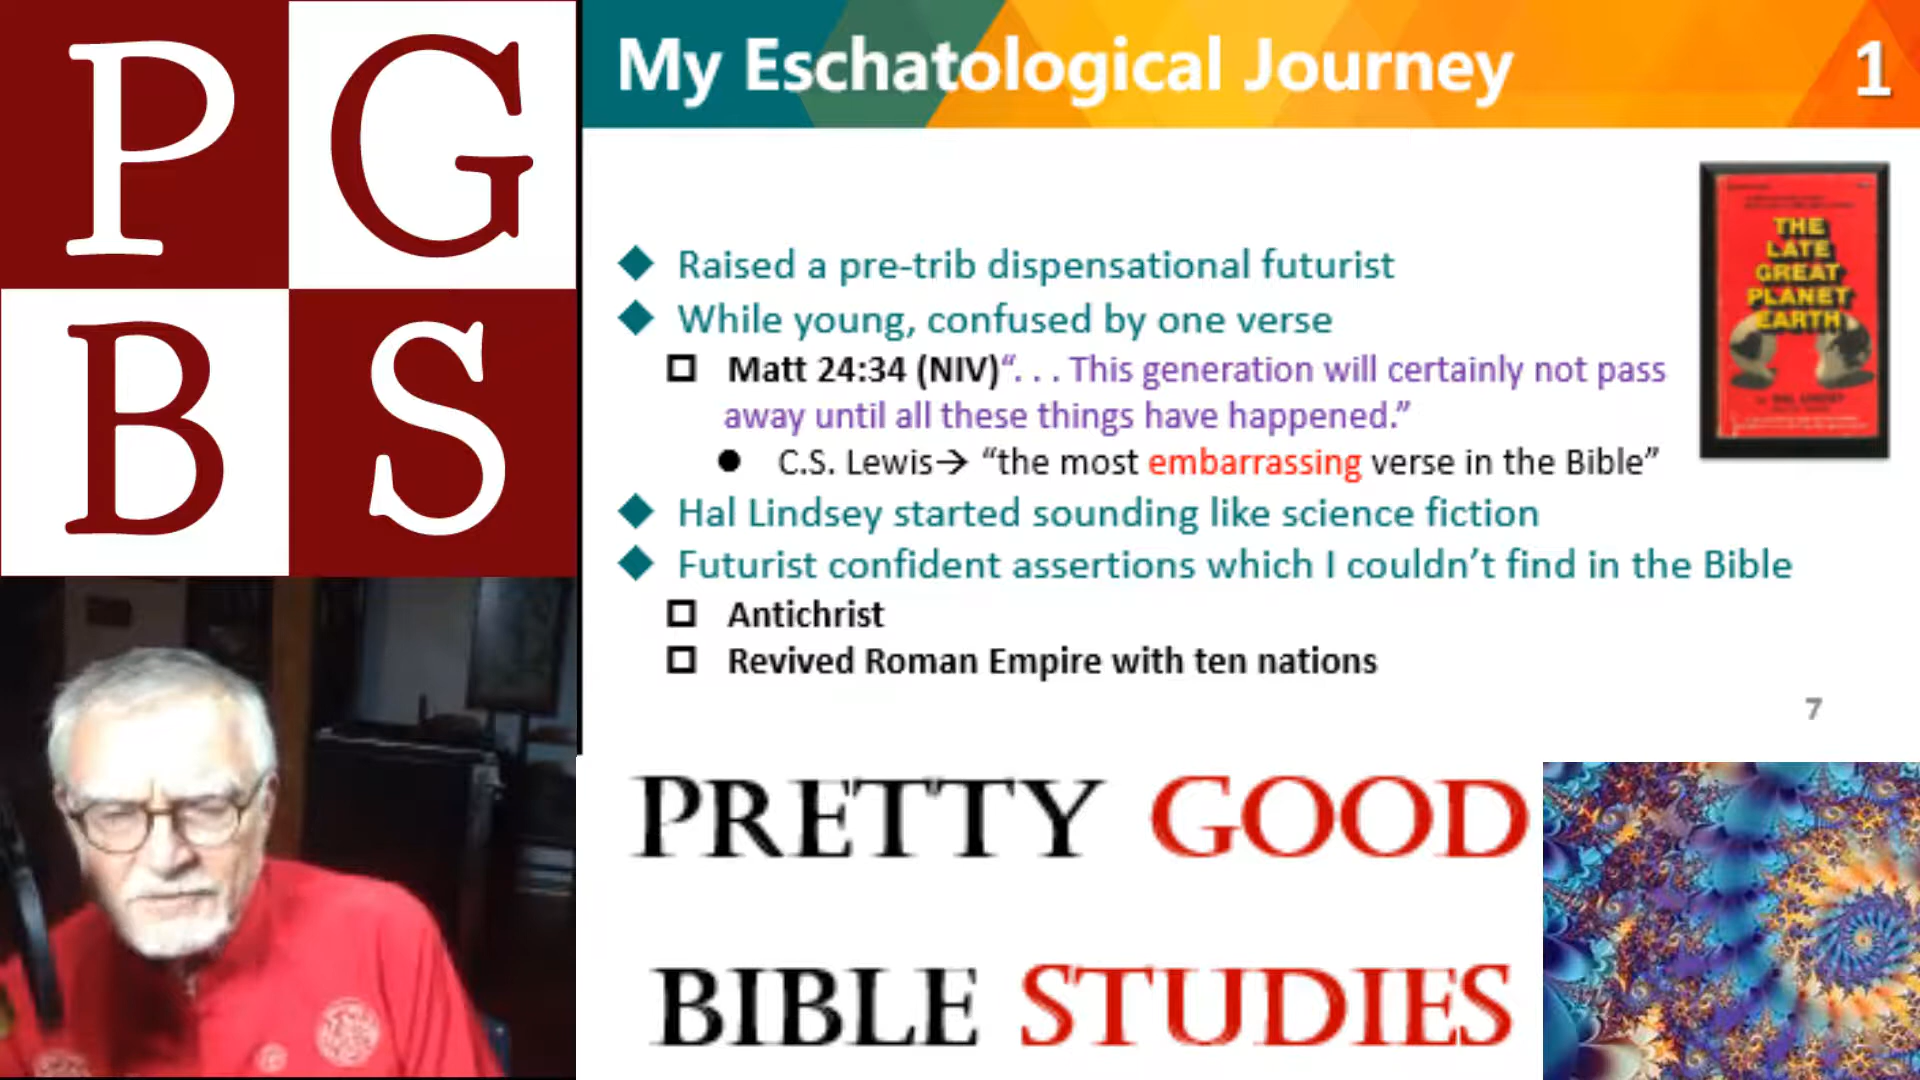 P G
B S
My Eschatological Journey 1
THE
LATE
GREAT
PLANET
EARTH
◆ Raised a pre-trib dispensational futurist
◆ While young, confused by one verse
❑ Matt 24:34 (NIV)“. . . This generation will certainly not pass
away until all these things have happened.”
● C.S. Lewis→ “the most embarrassing verse in the Bible”
◆ Hal Lindsey started sounding like science fiction
◆ Futurist confident assertions which I couldn’t find in the Bible
❑ Antichrist
❑ Revived Roman Empire with ten nations
7
PRETTY GOOD
BIBLE STUDIES